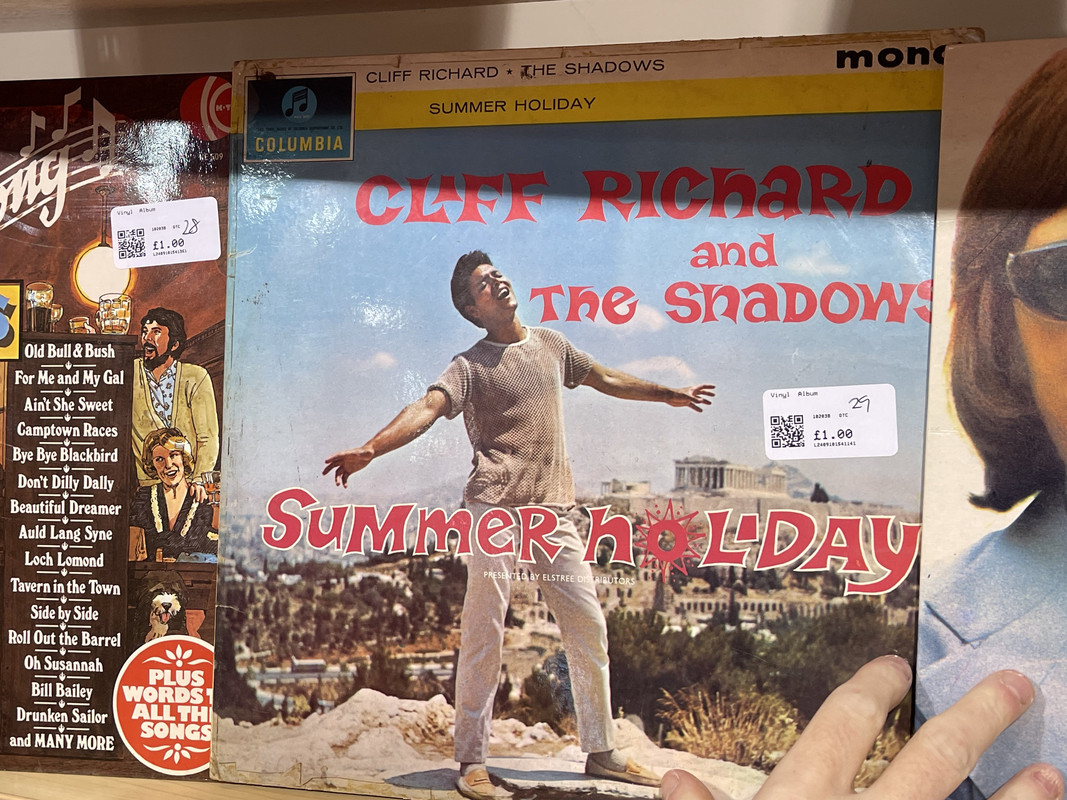 ong
K-T
509
Vinyl Album
28
£1.00
S
Old Bull & Bush
For Me and My Gal
Ain't She Sweet
Camptown Races
Bye Bye Blackbird
Don't Dilly Dally
Beautiful Dreamer
Auld Lang Syne
Loch Lomond
Tavern in the Town
Side by Side
Roll Out the Barrel
Oh Susannah
Bill Bailey
Drunken Sailor
and MANY MORE
PLUS
WORDS
ALL TH
SONGS
CLIFF RICHARD ★ THE SHADOWS
mono
SUMMER HOLIDAY
COLUMBIA
CLIFF RICHARD
and
THE SHADOWS
Vinyl Album
182038 OTC
29
£1.00
SUMMER HOLIDAY
PRESENTED BY ELSTREE DISTRIBUTORS